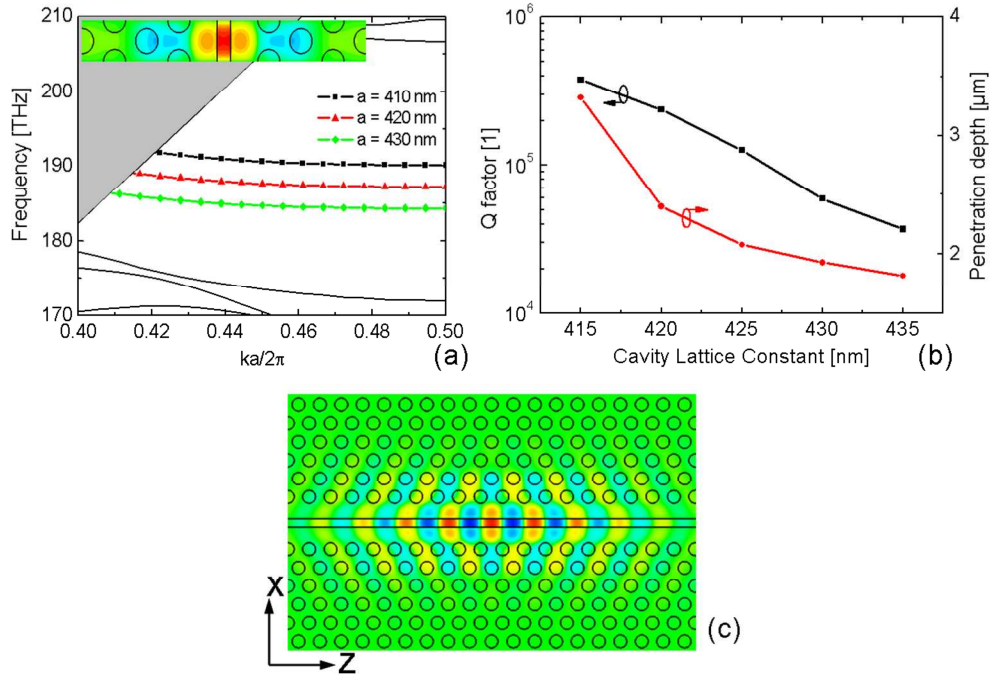 210
200
190
180
170
Frequency [THz]
a = 410 nm
a = 420 nm
a = 430 nm
0.40 0.42 0.44 0.46 0.48 0.50
ka/2π
(a)
10⁶
10⁵
10⁴
Q factor [1]
4
3
2
Penetration depth [μm]
415 420 425 430 435
Cavity Lattice Constant [nm]
(b)
X
Z
(c)